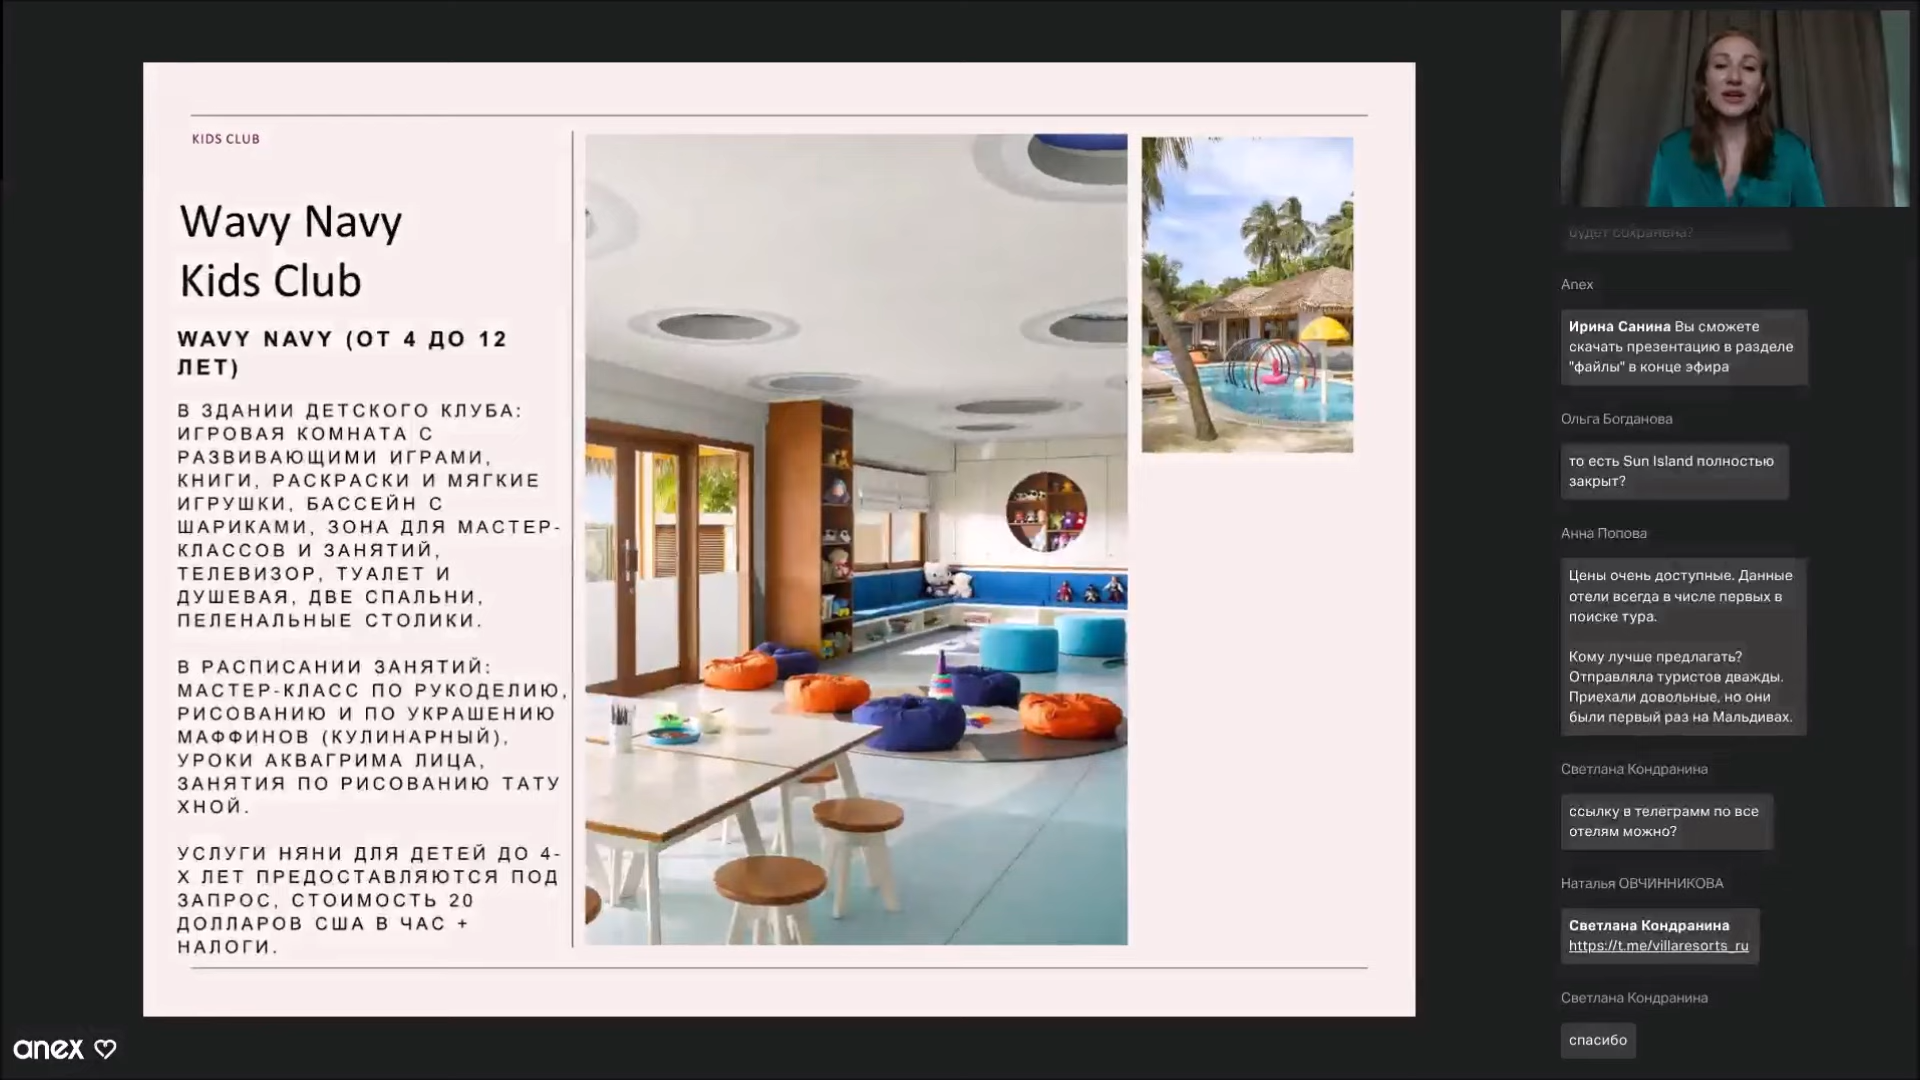 KIDS CLUB
Wavy Navy
Kids Club
WAVY NAVY (ОТ 4 ДО 12
ЛЕТ)
В ЗДАНИИ ДЕТСКОГО КЛУБА:
ИГРОВАЯ КОМНАТА С
РАЗВИВАЮЩИМИ ИГРАМИ,
КНИГИ, РАСКРАСКИ И МЯГКИЕ
ИГРУШКИ, БАССЕЙН С
ШАРИКАМИ, ЗОНА ДЛЯ МАСТЕР-
КЛАССОВ И ЗАНЯТИЙ,
ТЕЛЕВИЗОР, ТУАЛЕТ И
ДУШЕВАЯ, ДВЕ СПАЛЬНИ,
ПЕЛЕНАЛЬНЫЕ СТОЛИКИ.
В РАСПИСАНИИ ЗАНЯТИЙ:
МАСТЕР-КЛАСС ПО РУКОДЕЛИЮ,
РИСОВАНИЮ И ПО УКРАШЕНИЮ
МАФФИНОВ (КУЛИНАРНЫЙ),
УРОКИ АКВАГРИМА ЛИЦА,
ЗАНЯТИЯ ПО РИСОВАНИЮ ТАТУ
ХНОЙ.
УСЛУГИ НЯНИ ДЛЯ ДЕТЕЙ ДО 4-
Х ЛЕТ ПРЕДОСТАВЛЯЮТСЯ ПОД
ЗАПРОС, СТОИМОСТЬ 20
ДОЛЛАРОВ США В ЧАС +
НАЛОГИ.
anex
будет сохранена?
Anex
Ирина Санина Вы сможете
скачать презентацию в разделе
"файлы" в конце эфира
Ольга Богданова
то есть Sun Island полностью
закрыт?
Анна Попова
Цены очень доступные. Данные
отели всегда в числе первых в
поиске тура.
Кому лучше предлагать?
Отправляла туристов дважды.
Приехали довольные, но они
были первый раз на Мальдивах.
Светлана Кондранина
ссылку в телеграмм по все
отелям можно?
Наталья ОВЧИННИКОВА
Светлана Кондранина
https://t.me/villaresorts_ru
Светлана Кондранина
спасибо